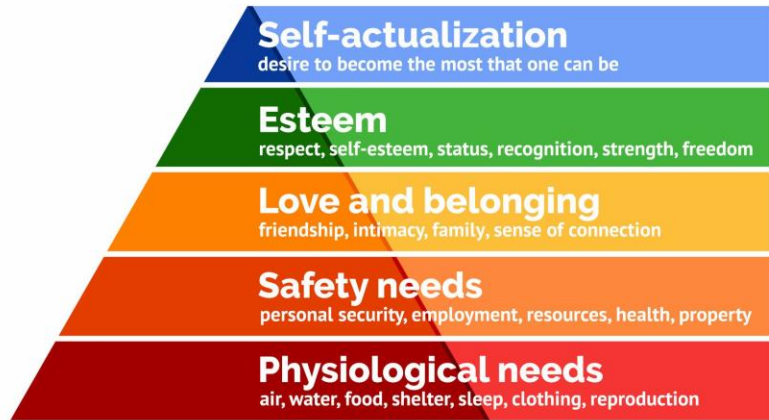 Self-actualization
desire to become the most that one can be
Esteem
respect, self-esteem, status, recognition, strength, freedom
Love and belonging
friendship, intimacy, family, sense of connection
Safety needs
personal security, employment, resources, health, property
Physiological needs
air, water, food, shelter, sleep, clothing, reproduction